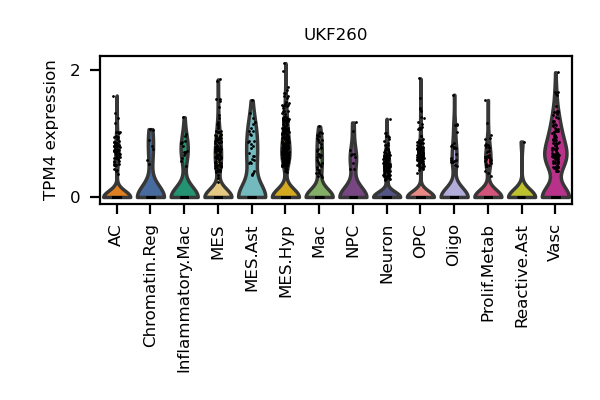 UKF260
TPM4 expression
2
0
AC
Chromatin.Reg
Inflammatory.Mac
MES
MES.Ast
MES.Hyp
Mac
NPC
Neuron
OPC
Oligo
Prolif.Metab
Reactive.Ast
Vasc